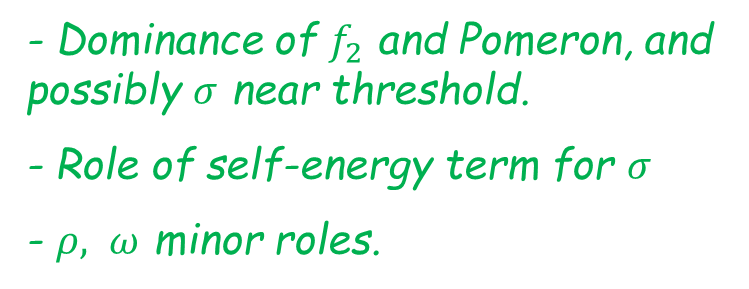 - Dominance of f₂ and Pomeron, and
possibly σ near threshold.
- Role of self-energy term for σ
- ρ, ω minor roles.